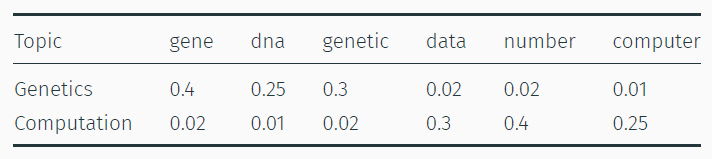 Topic gene dna genetic data number computer
Genetics 0.4 0.25 0.3 0.02 0.02 0.01
Computation 0.02 0.01 0.02 0.3 0.4 0.25